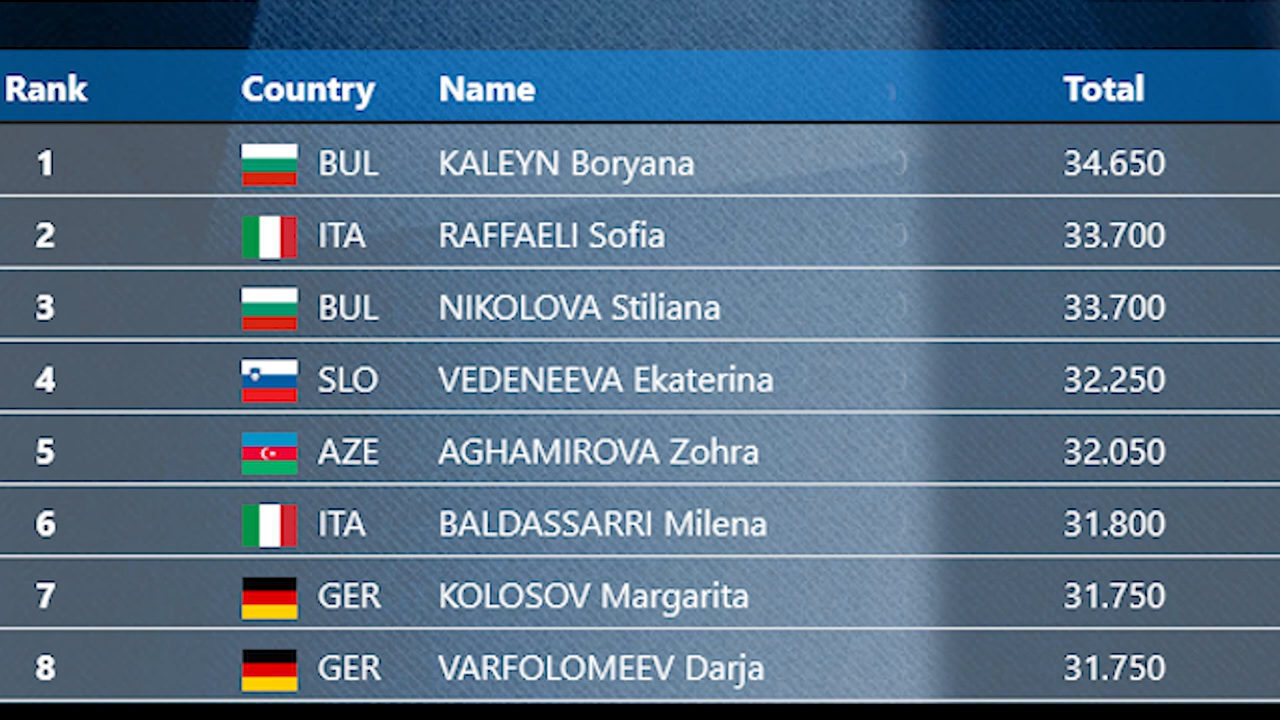 Rank Country Name Total
1 BUL KALEYN Boryana 34.650
2 ITA RAFFAELI Sofia 33.700
3 BUL NIKOLOVA Stiliana 33.700
4 SLO VEDENEEVA Ekaterina 32.250
5 AZE AGHAMIROVA Zohra 32.050
6 ITA BALDASSARRI Milena 31.800
7 GER KOLOSOV Margarita 31.750
8 GER VARFOLOMEEV Darja 31.750